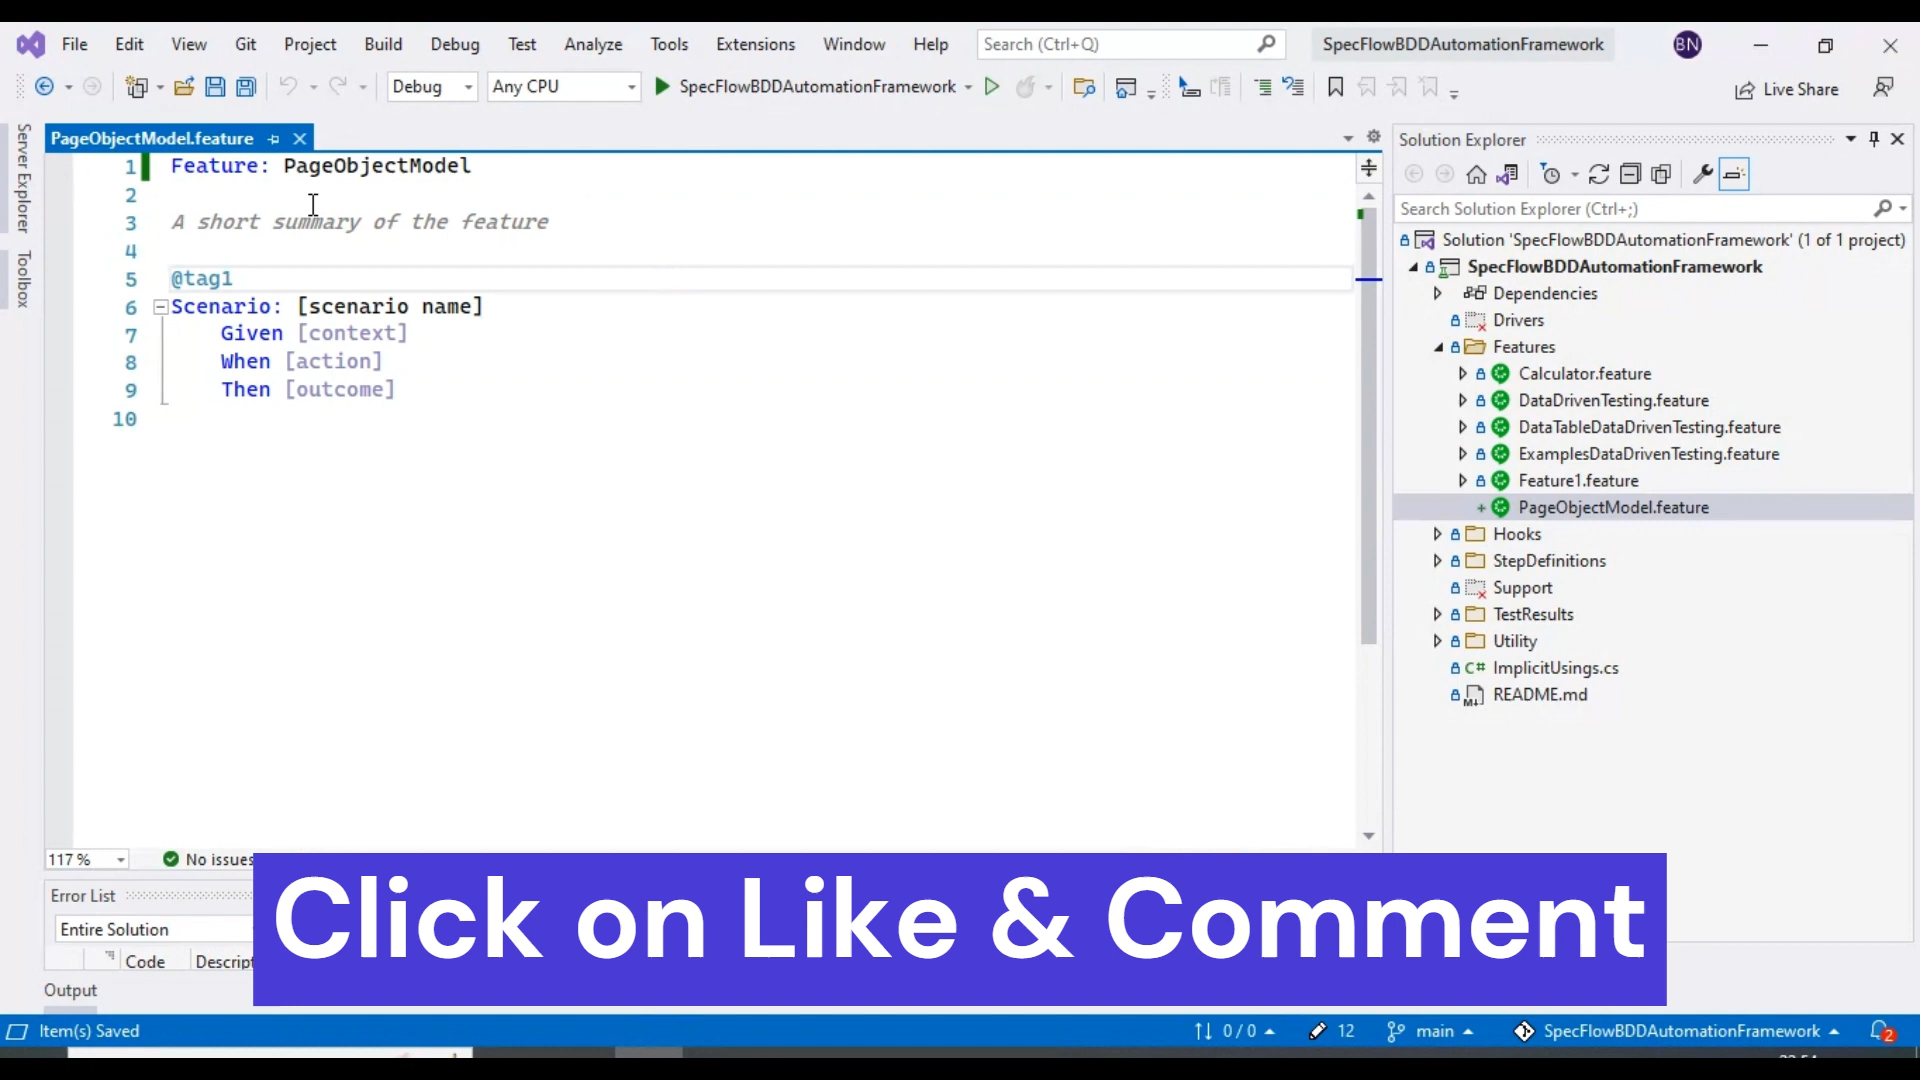 File Edit View Git Project Build Debug Test Analyze Tools Extensions Window Help Search (Ctrl+Q) SpecFlowBDDAutomationFramework BN
Debug Any CPU SpecFlowBDDAutomationFramework Live Share
Server Explorer
Toolbox
PageObjectModel.feature
1 Feature: PageObjectModel
2
3 A short summary of the feature
4
5 @tag1
6 Scenario: [scenario name]
7 Given [context]
8 When [action]
9 Then [outcome]
10
117 % No issues
Error List
Entire Solution
Code Descript
Output
Solution Explorer
Search Solution Explorer (Ctrl+;)
Solution 'SpecFlowBDDAutomationFramework' (1 of 1 project)
SpecFlowBDDAutomationFramework
Dependencies
Drivers
Features
Calculator.feature
DataDrivenTesting.feature
DataTableDataDrivenTesting.feature
ExamplesDataDrivenTesting.feature
Feature1.feature
PageObjectModel.feature
Hooks
StepDefinitions
Support
TestResults
Utility
C# ImplicitUsings.cs
README.md
Click on Like & Comment
Item(s) Saved 0 / 0 12 main SpecFlowBDDAutomationFramework 2